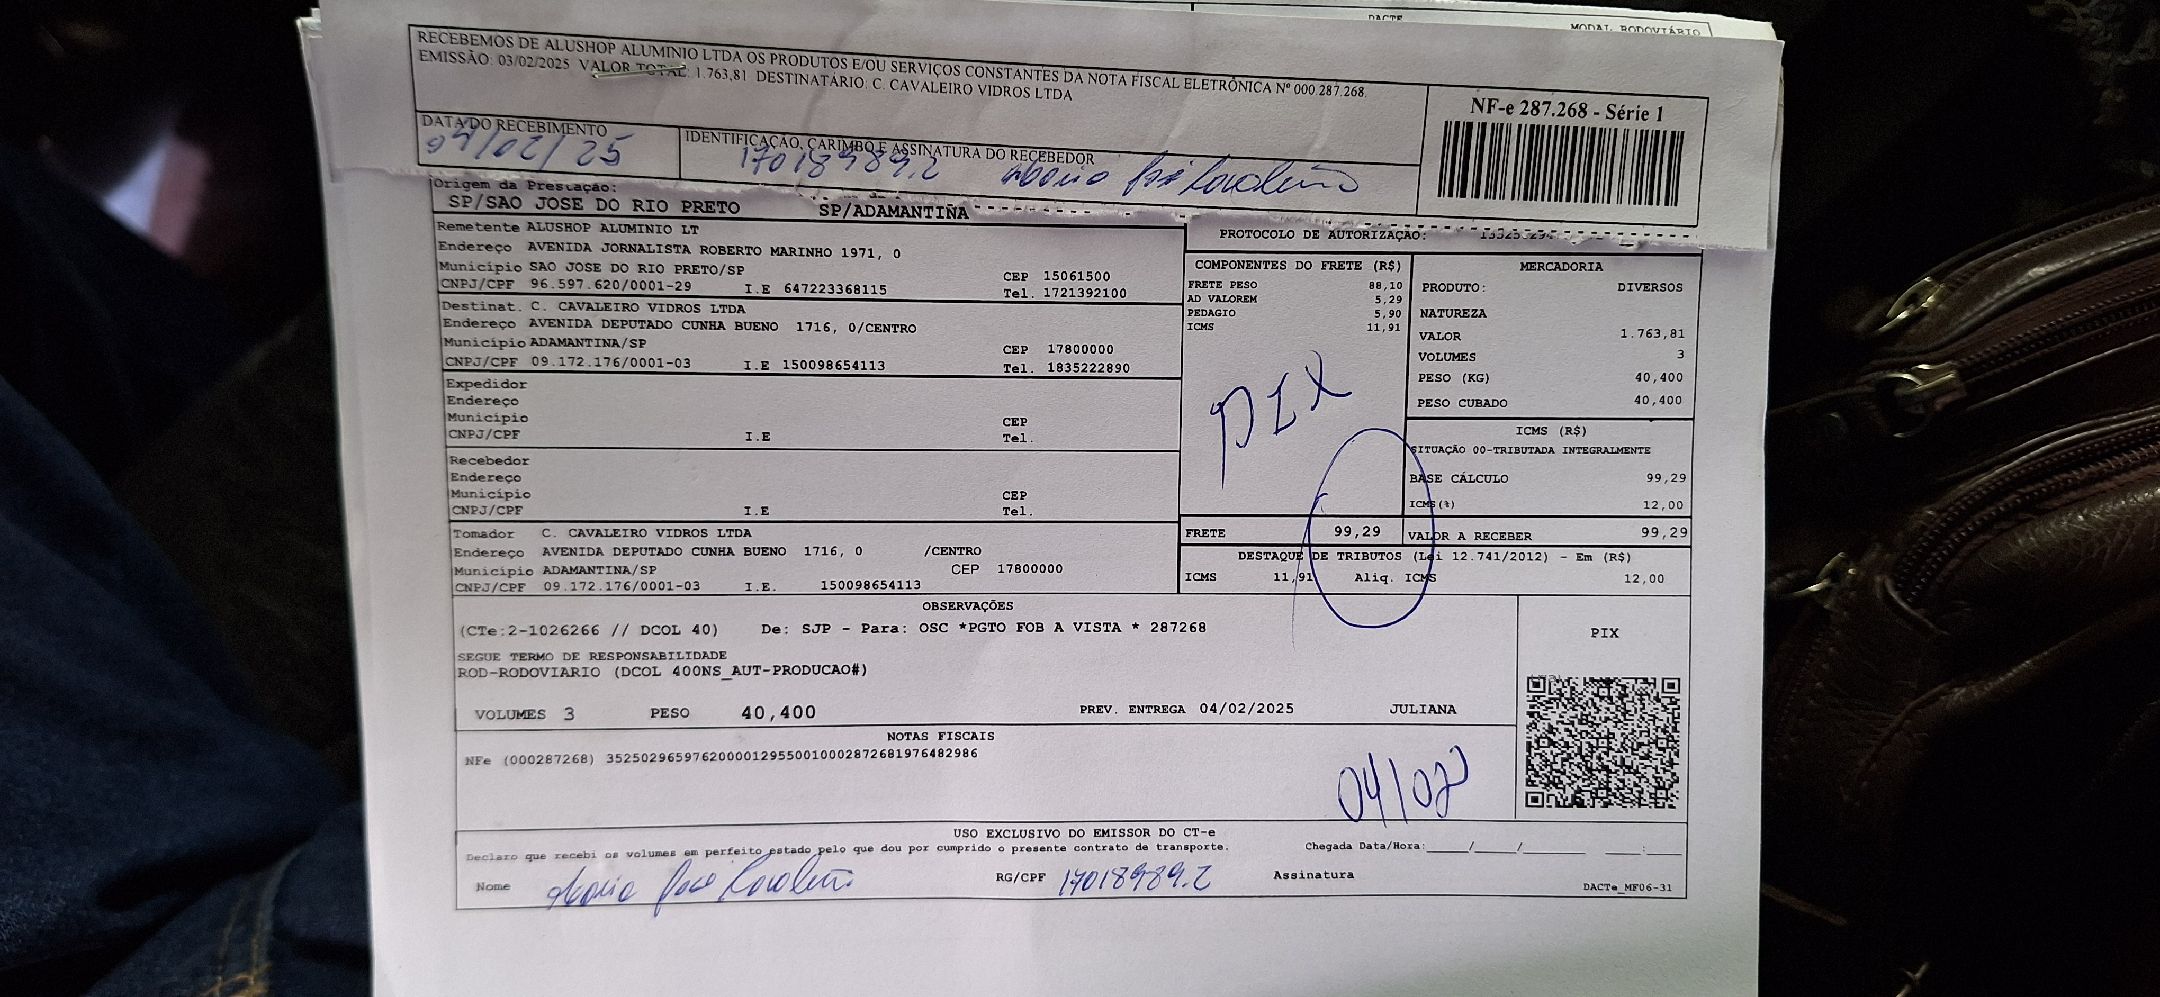 DACTE
MODAL RODOVIÁRIO
RECEBEMOS DE ALUSHOP ALUMINIO LTDA OS PRODUTOS E/OU SERVIÇOS CONSTANTES DA NOTA FISCAL ELETRÔNICA Nº 000.287.268.
EMISSÃO: 03/02/2025 VALOR TOTAL: 1.763,81 DESTINATÁRIO: C. CAVALEIRO VIDROS LTDA
NF-e 287.268 - Série 1
DATA DO RECEBIMENTO
04/02/25
IDENTIFICAÇÃO, CARIMBO E ASSINATURA DO RECEBEDOR
17018989.2
Origem da Prestação:
SP/SAO JOSE DO RIO PRETO SP/ADAMANTINA
PROTOCOLO DE AUTORIZAÇÃO:
Remetente ALUSHOP ALUMINIO LT
Endereço AVENIDA JORNALISTA ROBERTO MARINHO 1971, 0
Município SAO JOSE DO RIO PRETO/SP CEP 15061500
CNPJ/CPF 96.597.620/0001-29 I.E 647223368115 Tel. 1721392100
Destinat. C. CAVALEIRO VIDROS LTDA
Endereço AVENIDA DEPUTADO CUNHA BUENO 1716, 0/CENTRO
Município ADAMANTINA/SP CEP 17800000
CNPJ/CPF 09.172.176/0001-03 I.E 150098654113 Tel. 1835222890
Expedidor
Endereço
Município CEP
CNPJ/CPF I.E Tel.
Recebedor
Endereço
Município CEP
CNPJ/CPF I.E Tel.
Tomador C. CAVALEIRO VIDROS LTDA
Endereço AVENIDA DEPUTADO CUNHA BUENO 1716, 0 /CENTRO
Município ADAMANTINA/SP CEP 17800000
CNPJ/CPF 09.172.176/0001-03 I.E. 150098654113
COMPONENTES DO FRETE (R$)
FRETE PESO 88,10
AD VALOREM 5,29
PEDAGIO 5,90
ICMS 11,91
PIX
MERCADORIA
PRODUTO: DIVERSOS
NATUREZA
VALOR 1.763,81
VOLUMES 3
PESO (KG) 40,400
PESO CUBADO 40,400
ICMS (R$)
SITUAÇÃO 00-TRIBUTADA INTEGRALMENTE
BASE CÁLCULO 99,29
ICMS(%) 12,00
FRETE 99,29 VALOR A RECEBER 99,29
DESTAQUE DE TRIBUTOS (Lei 12.741/2012) - Em (R$)
ICMS 11,91 Aliq. ICMS 12,00
OBSERVAÇÕES
(CTe:2-1026266 // DCOL 40) De: SJP - Para: OSC *PGTO FOB A VISTA * 287268
SEGUE TERMO DE RESPONSABILIDADE
ROD-RODOVIARIO (DCOL 400NS_AUT-PRODUCAO#)
VOLUMES 3 PESO 40,400 PREV. ENTREGA 04/02/2025 JULIANA
PIX
NOTAS FISCAIS
NFe (000287268) 35250296597620000129550010002872681976482986
04/02
USO EXCLUSIVO DO EMISSOR DO CT-e
Declaro que recebi os volumes em perfeito estado pelo que dou por cumprido o presente contrato de transporte. Chegada Data/Hora:____/____/______ ____:____
Nome RG/CPF 17018989.2 Assinatura
DACTe_MF06-31